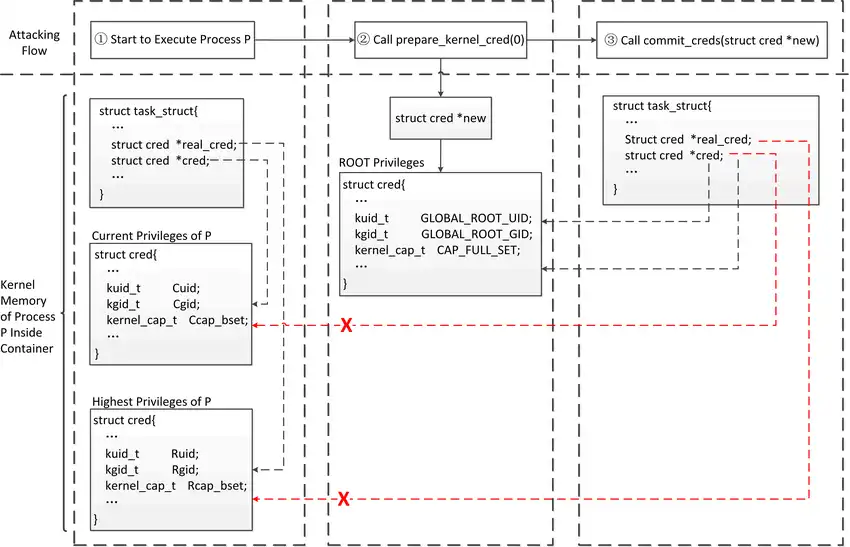 Attacking
Flow
① Start to Execute Process P
② Call prepare_kernel_cred(0)
③ Call commit_creds(struct cred *new)
Kernel
Memory
of Process
P Inside
Container
struct task_struct{
...
struct cred *real_cred;
struct cred *cred;
...
}
Current Privileges of P
struct cred{
...
kuid_t Cuid;
kgid_t Cgid;
kernel_cap_t Ccap_bset;
...
}
Highest Privileges of P
struct cred{
...
kuid_t Ruid;
kgid_t Rgid;
kernel_cap_t Rcap_bset;
...
}
struct cred *new
ROOT Privileges
struct cred{
...
kuid_t GLOBAL_ROOT_UID;
kgid_t GLOBAL_ROOT_GID;
kernel_cap_t CAP_FULL_SET;
...
}
X
X
struct task_struct{
...
Struct cred *real_cred;
struct cred *cred;
...
}